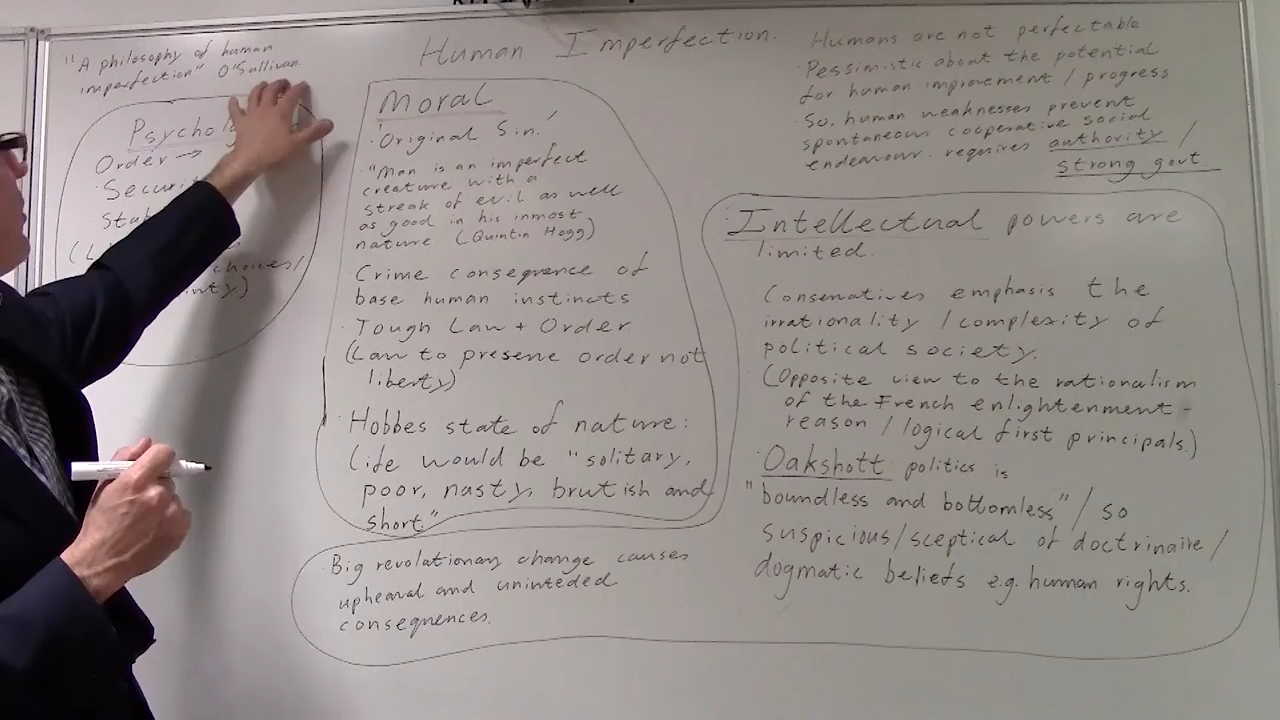 Human Imperfection.
"A philosophy of human
imperfection" O'Sullivan.
Order →
(L
choices/
Moral
'Original Sin.'
"Man is an imperfect
creature with a
streak of evil as well
as good in his inmost
nature. (Quintin Hogg)
Crime consequence of
base human instincts
· Tough Law + Order.
(Law to preserve order not
liberty)
· Hobbes state of nature:
life would be "solitary,
poor, nasty, brutish and
short."
· Big revolutionary change causes
upheaval and uninteded
consequences.
Humans are not perfectable
· Pessimistic about the potential
for human improvement / progress
· So, human weaknesses prevent
spontaneous cooperative social
endeavour. requires authority /
strong govt.
Intellectual powers are
limited.
Conservatives emphasis the
irrationality / complexity of
political society.
(Opposite view to the rationalism
of the French enlightenment -
reason / logical first principals.)
· Oakshott politics is
"boundless and bottomless" / so
suspicious/sceptical of doctrinaire /
dogmatic beliefs e.g. human rights.